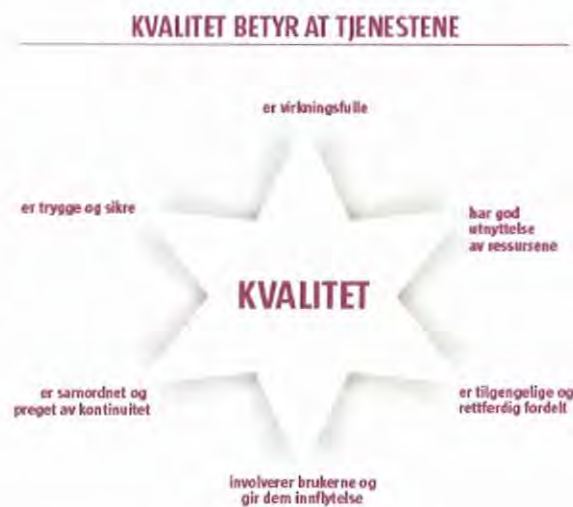 KVALITET BETYR AT TJENESTENE
er virkningsfulle
er trygge og sikre
har god
utnyttelse
av ressursene
KVALITET
er samordnet og
preget av kontinuitet
er tilgengelige og
rettferdig fordelt
involverer brukerne og
gir dem innflytelse